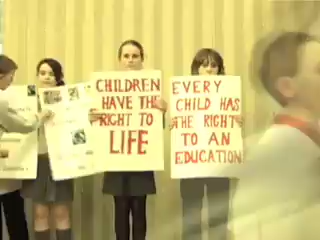 CHILDREN
HAVE THE
RIGHT TO
LIFE
EVERY
CHILD HAS
THE RIGHT
TO AN
EDUCATION